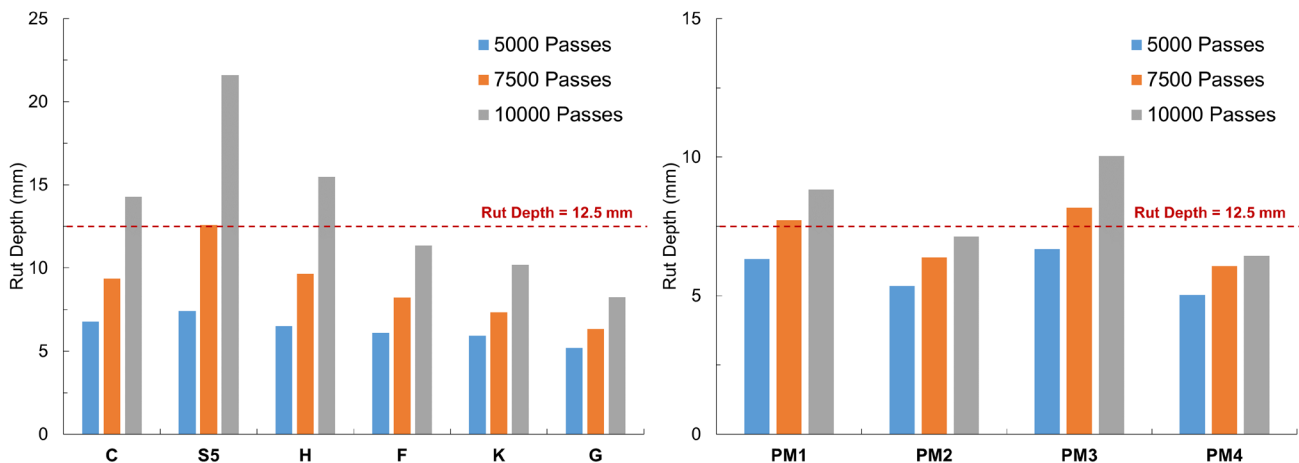 25
20
15
10
5
0
Rut Depth (mm)
5000 Passes
7500 Passes
10000 Passes
Rut Depth = 12.5 mm
C S5 H F K G
15
10
5
0
Rut Depth (mm)
5000 Passes
7500 Passes
10000 Passes
Rut Depth = 12.5 mm
PM1 PM2 PM3 PM4